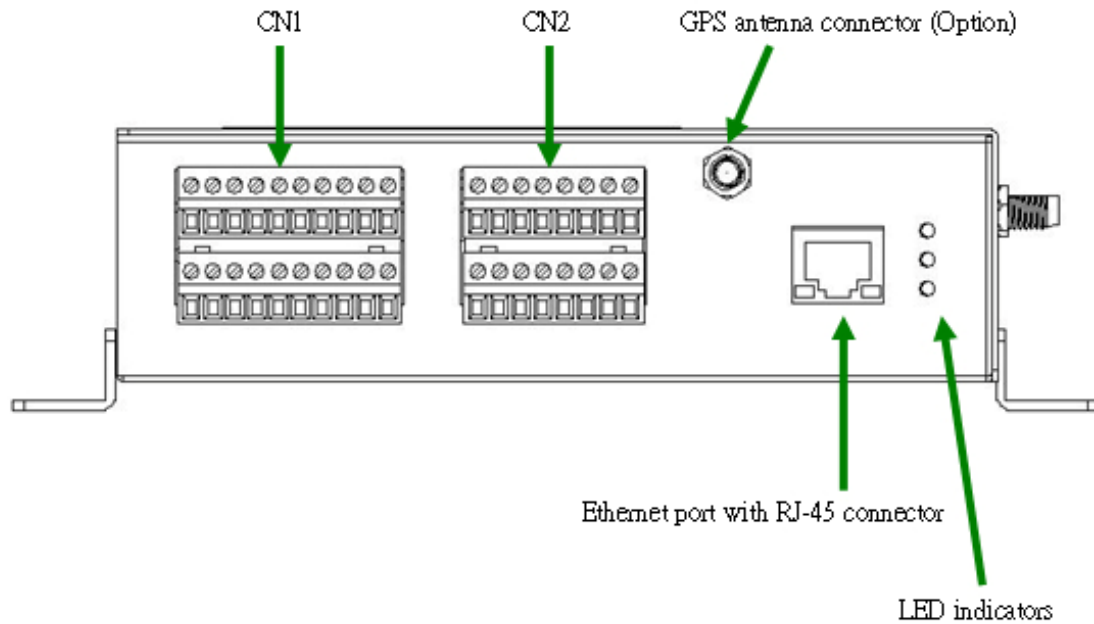 CN1
CN2
GPS antenna connector (Option)
Ethernet port with RJ-45 connector
LED indicators